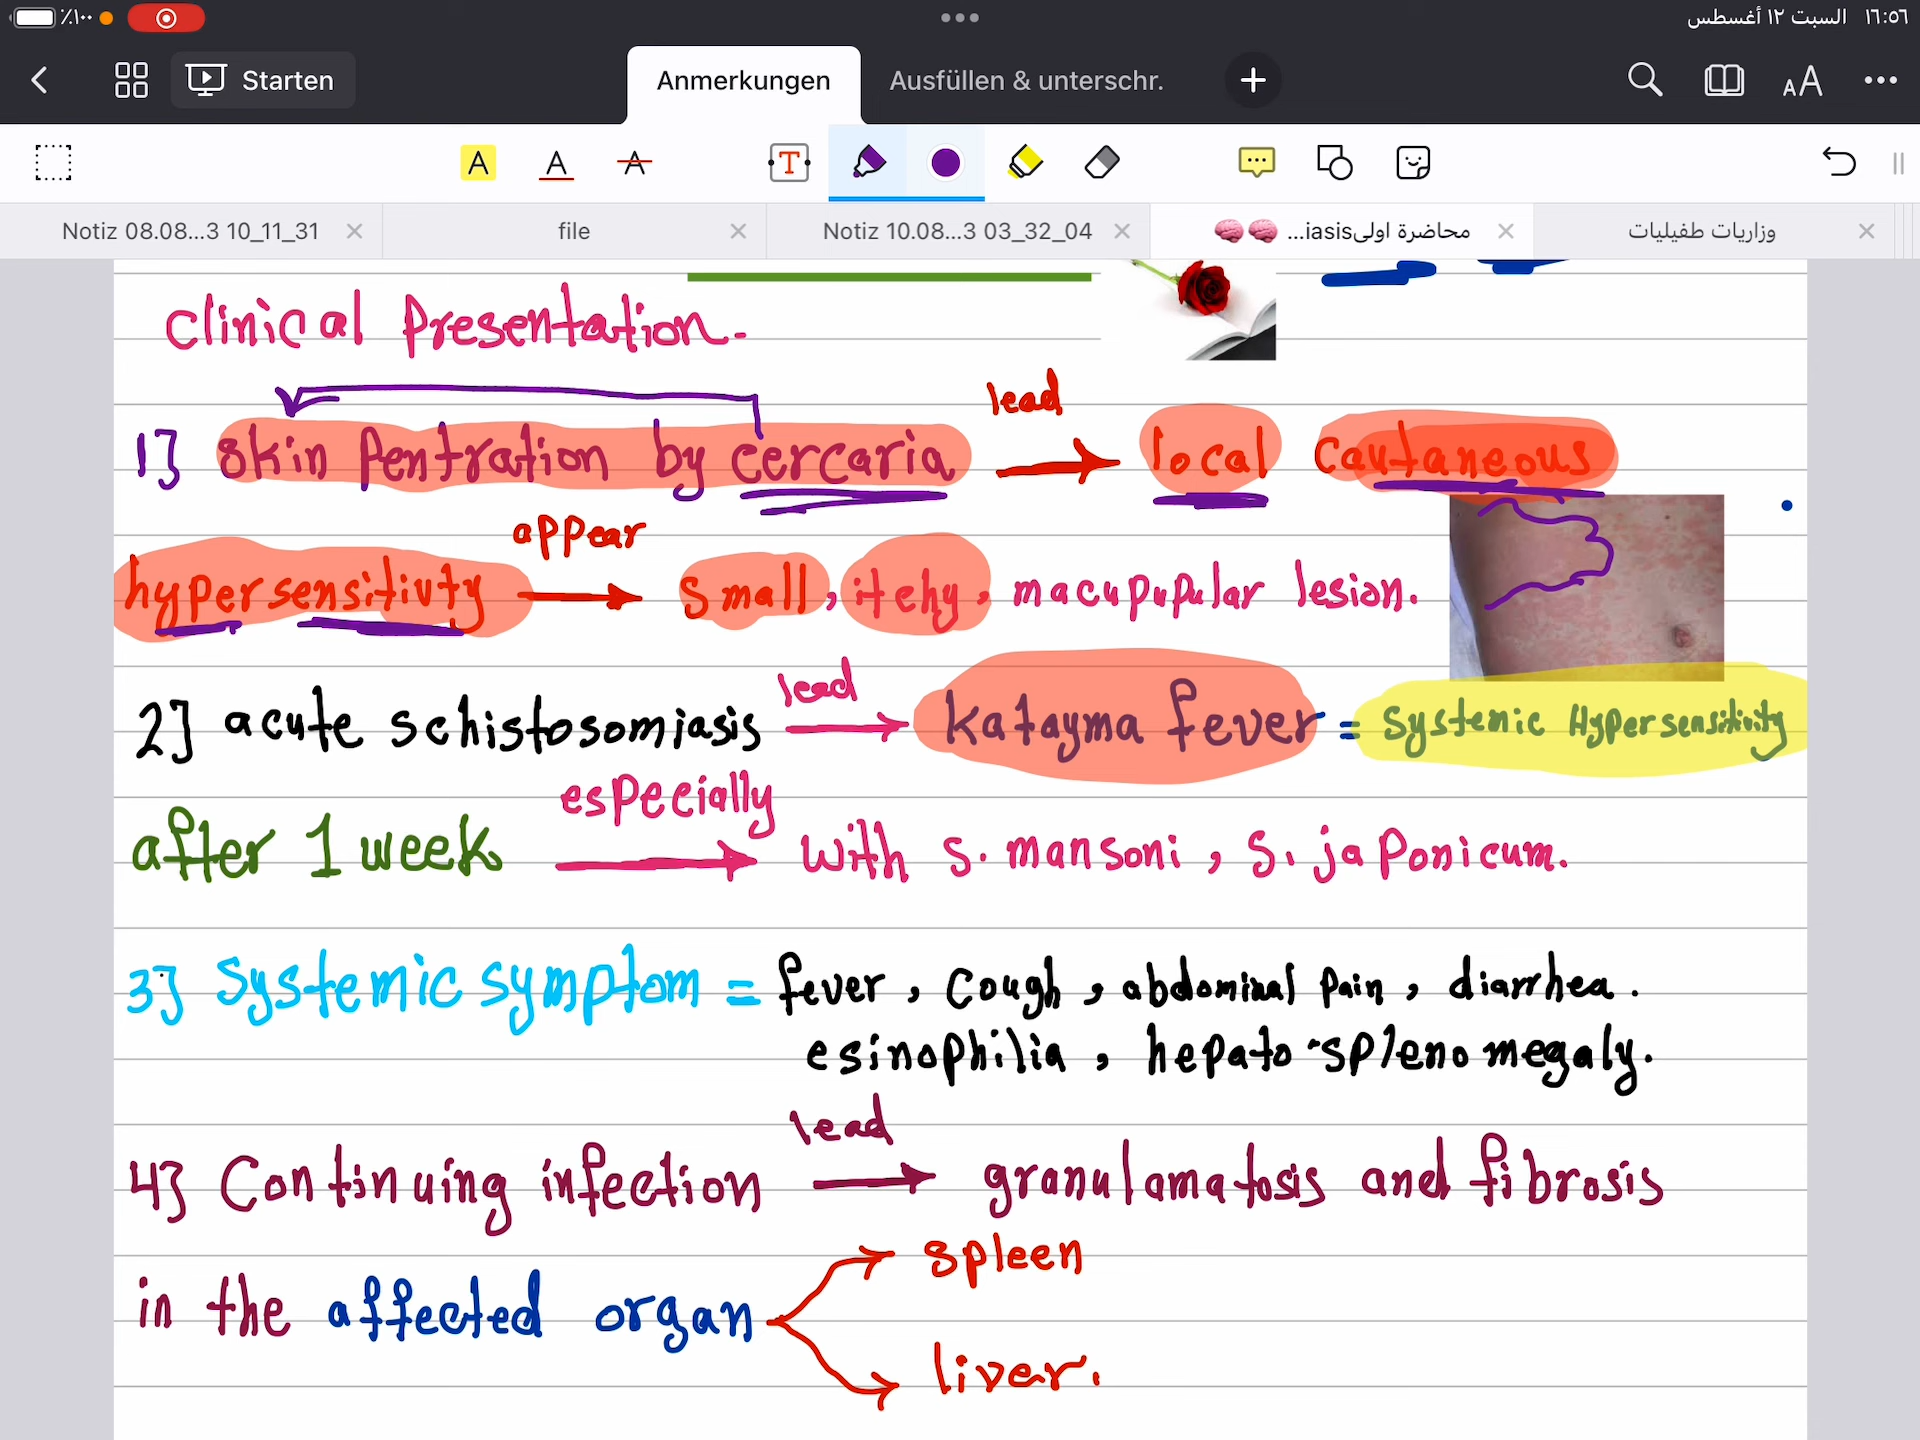 ٪١٠٠
السبت ١٢ أغسطس ١٦:٥٦
Starten
Anmerkungen
Ausfüllen & unterschr.
AA
A A A T
Notiz 08.08...3 10_11_31
file
Notiz 10.08...3 03_32_04
محاضرة اولىiasis... 🧠🧠
وزاريات طفيليات
Clinical Presentation.
lead
1] Skin Pentration by cercaria → local Cautaneous
appear
hypersensitivty → Small, itchy, macupupular lesion.
lead
2] acute schistosomiasis → katayma fever = Systemic Hypersensitivity
especially
after 1 week → with S. mansoni, S. japonicum.
3] Systemic symptom = fever, cough, abdominal pain, diarrhea.
esinophilia, hepato-splenomegaly.
lead
4] Continuing infection → granulamatosis and fibrosis
spleen
in the affected organ
liver.